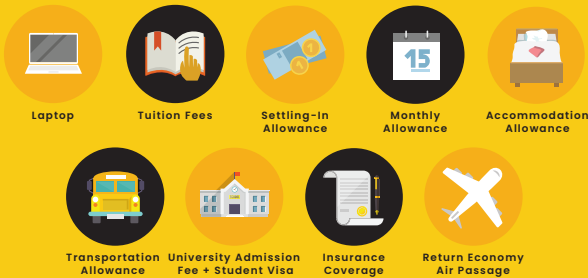 15
1
Laptop
Tuition Fees
Settling-In
Allowance
Monthly
Allowance
Accommodation
Allowance
Transportation
Allowance
University Admission
Fee + Student Visa
Insurance
Coverage
Return Economy
Air Passage